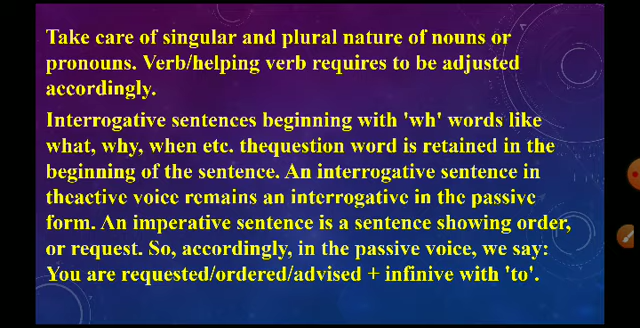 Take care of singular and plural nature of nouns or
pronouns. Verb/helping verb requires to be adjusted
accordingly.
Interrogative sentences beginning with 'wh' words like
what, why, when etc. thequestion word is retained in the
beginning of the sentence. An interrogative sentence in
theactive voice remains an interrogative in the passive
form. An imperative sentence is a sentence showing order,
or request. So, accordingly, in the passive voice, we say:
You are requested/ordered/advised + infinive with 'to'.